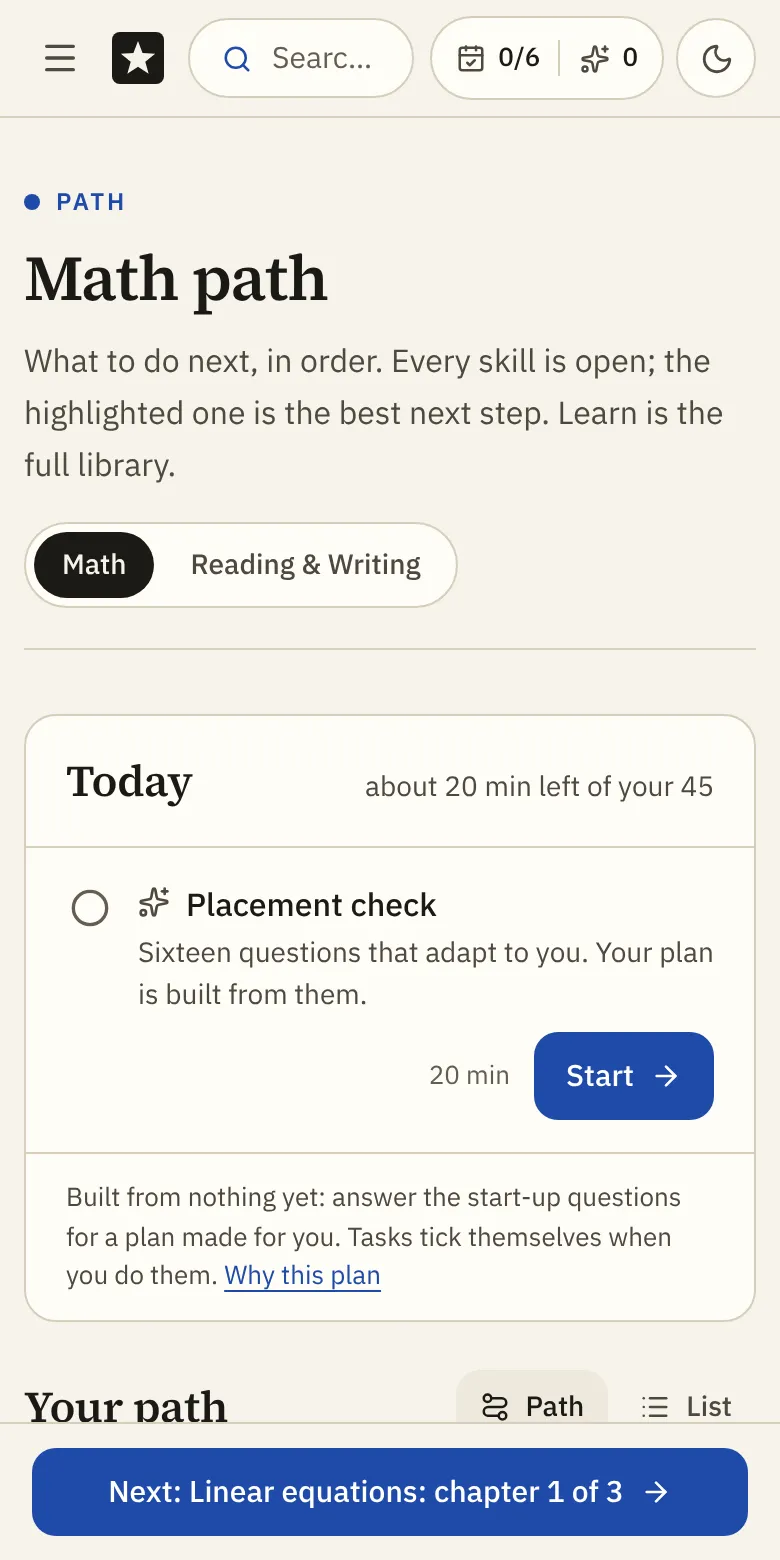 Searc...
0/6
0
PATH
Math path
What to do next, in order. Every skill is open; the
highlighted one is the best next step. Learn is the
full library.
Math
Reading & Writing
Today
about 20 min left of your 45
Placement check
Sixteen questions that adapt to you. Your plan
is built from them.
20 min
Start
Built from nothing yet: answer the start-up questions
for a plan made for you. Tasks tick themselves when
you do them. Why this plan
Your path
Path
List
Next: Linear equations: chapter 1 of 3